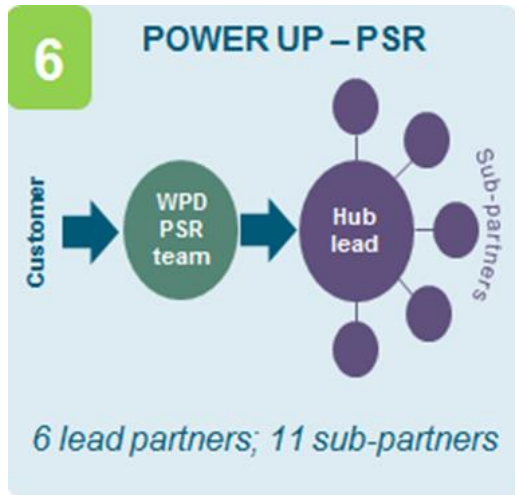 6
POWER UP – PSR
Customer
WPD
PSR
team
Hub
lead
Sub-partners
6 lead partners; 11 sub-partners